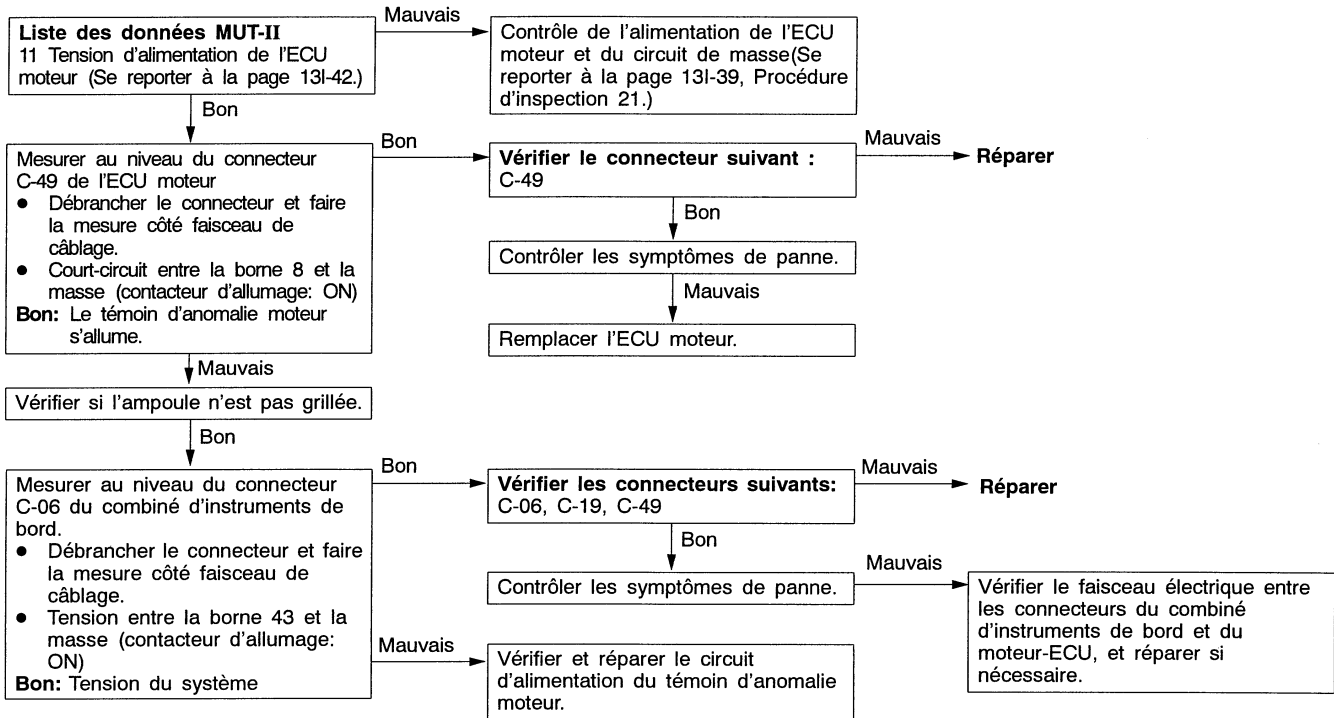 Liste des données MUT-II
11 Tension d'alimentation de l'ECU
moteur (Se reporter à la page 13I-42.)
Mauvais
Contrôle de l'alimentation de l'ECU
moteur et du circuit de masse(Se
reporter à la page 13I-39, Procédure
d'inspection 21.)
Bon
Mesurer au niveau du connecteur
C-49 de l'ECU moteur
● Débrancher le connecteur et faire
la mesure côté faisceau de
câblage.
● Court-circuit entre la borne 8 et la
masse (contacteur d'allumage: ON)
Bon: Le témoin d'anomalie moteur
s'allume.
Bon
Vérifier le connecteur suivant :
C-49
Mauvais
Réparer
Bon
Contrôler les symptômes de panne.
Mauvais
Remplacer l'ECU moteur.
Mauvais
Vérifier si l'ampoule n'est pas grillée.
Bon
Mesurer au niveau du connecteur
C-06 du combiné d'instruments de
bord.
● Débrancher le connecteur et faire
la mesure côté faisceau de
câblage.
● Tension entre la borne 43 et la
masse (contacteur d'allumage:
ON)
Bon: Tension du système
Bon
Vérifier les connecteurs suivants:
C-06, C-19, C-49
Mauvais
Réparer
Bon
Contrôler les symptômes de panne.
Mauvais
Vérifier le faisceau électrique entre
les connecteurs du combiné
d'instruments de bord et du
moteur-ECU, et réparer si
nécessaire.
Mauvais
Vérifier et réparer le circuit
d'alimentation du témoin d'anomalie
moteur.